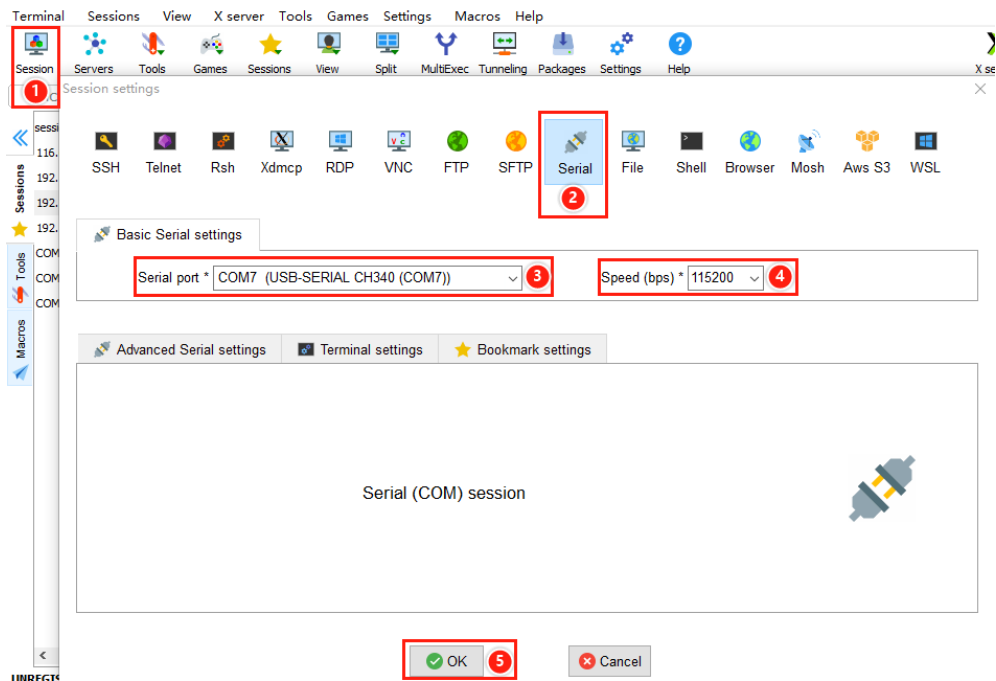 Terminal Sessions View X server Tools Games Settings Macros Help
Session Servers Tools Games Sessions View Split MultiExec Tunneling Packages Settings Help
1
Session settings
SSH Telnet Rsh Xdmcp RDP VNC FTP SFTP Serial File Shell Browser Mosh Aws S3 WSL
2
116.
192.
192.
192.
COM
COM
COM
Sessions
Tools
Macros
Basic Serial settings
Serial port * COM7 (USB-SERIAL CH340 (COM7)) 3 Speed (bps) * 115200 4
Advanced Serial settings Terminal settings Bookmark settings
Serial (COM) session
OK 5 Cancel